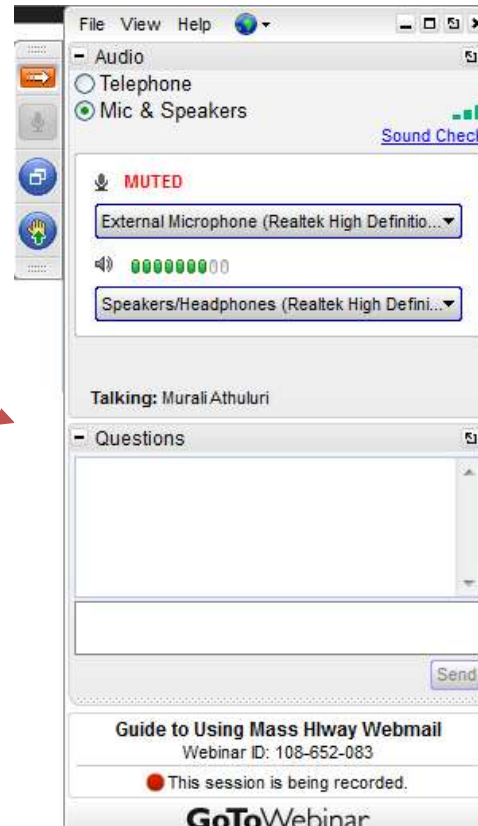 File View Help
Audio
Telephone
Mic & Speakers
Sound Check
MUTED
External Microphone (Realtek High Definitio...
Speakers/Headphones (Realtek High Defini...
Talking: Murali Athuluri
Questions
Send
Guide to Using Mass HIway Webmail
Webinar ID: 108-652-083
This session is being recorded.
GoToWebinar